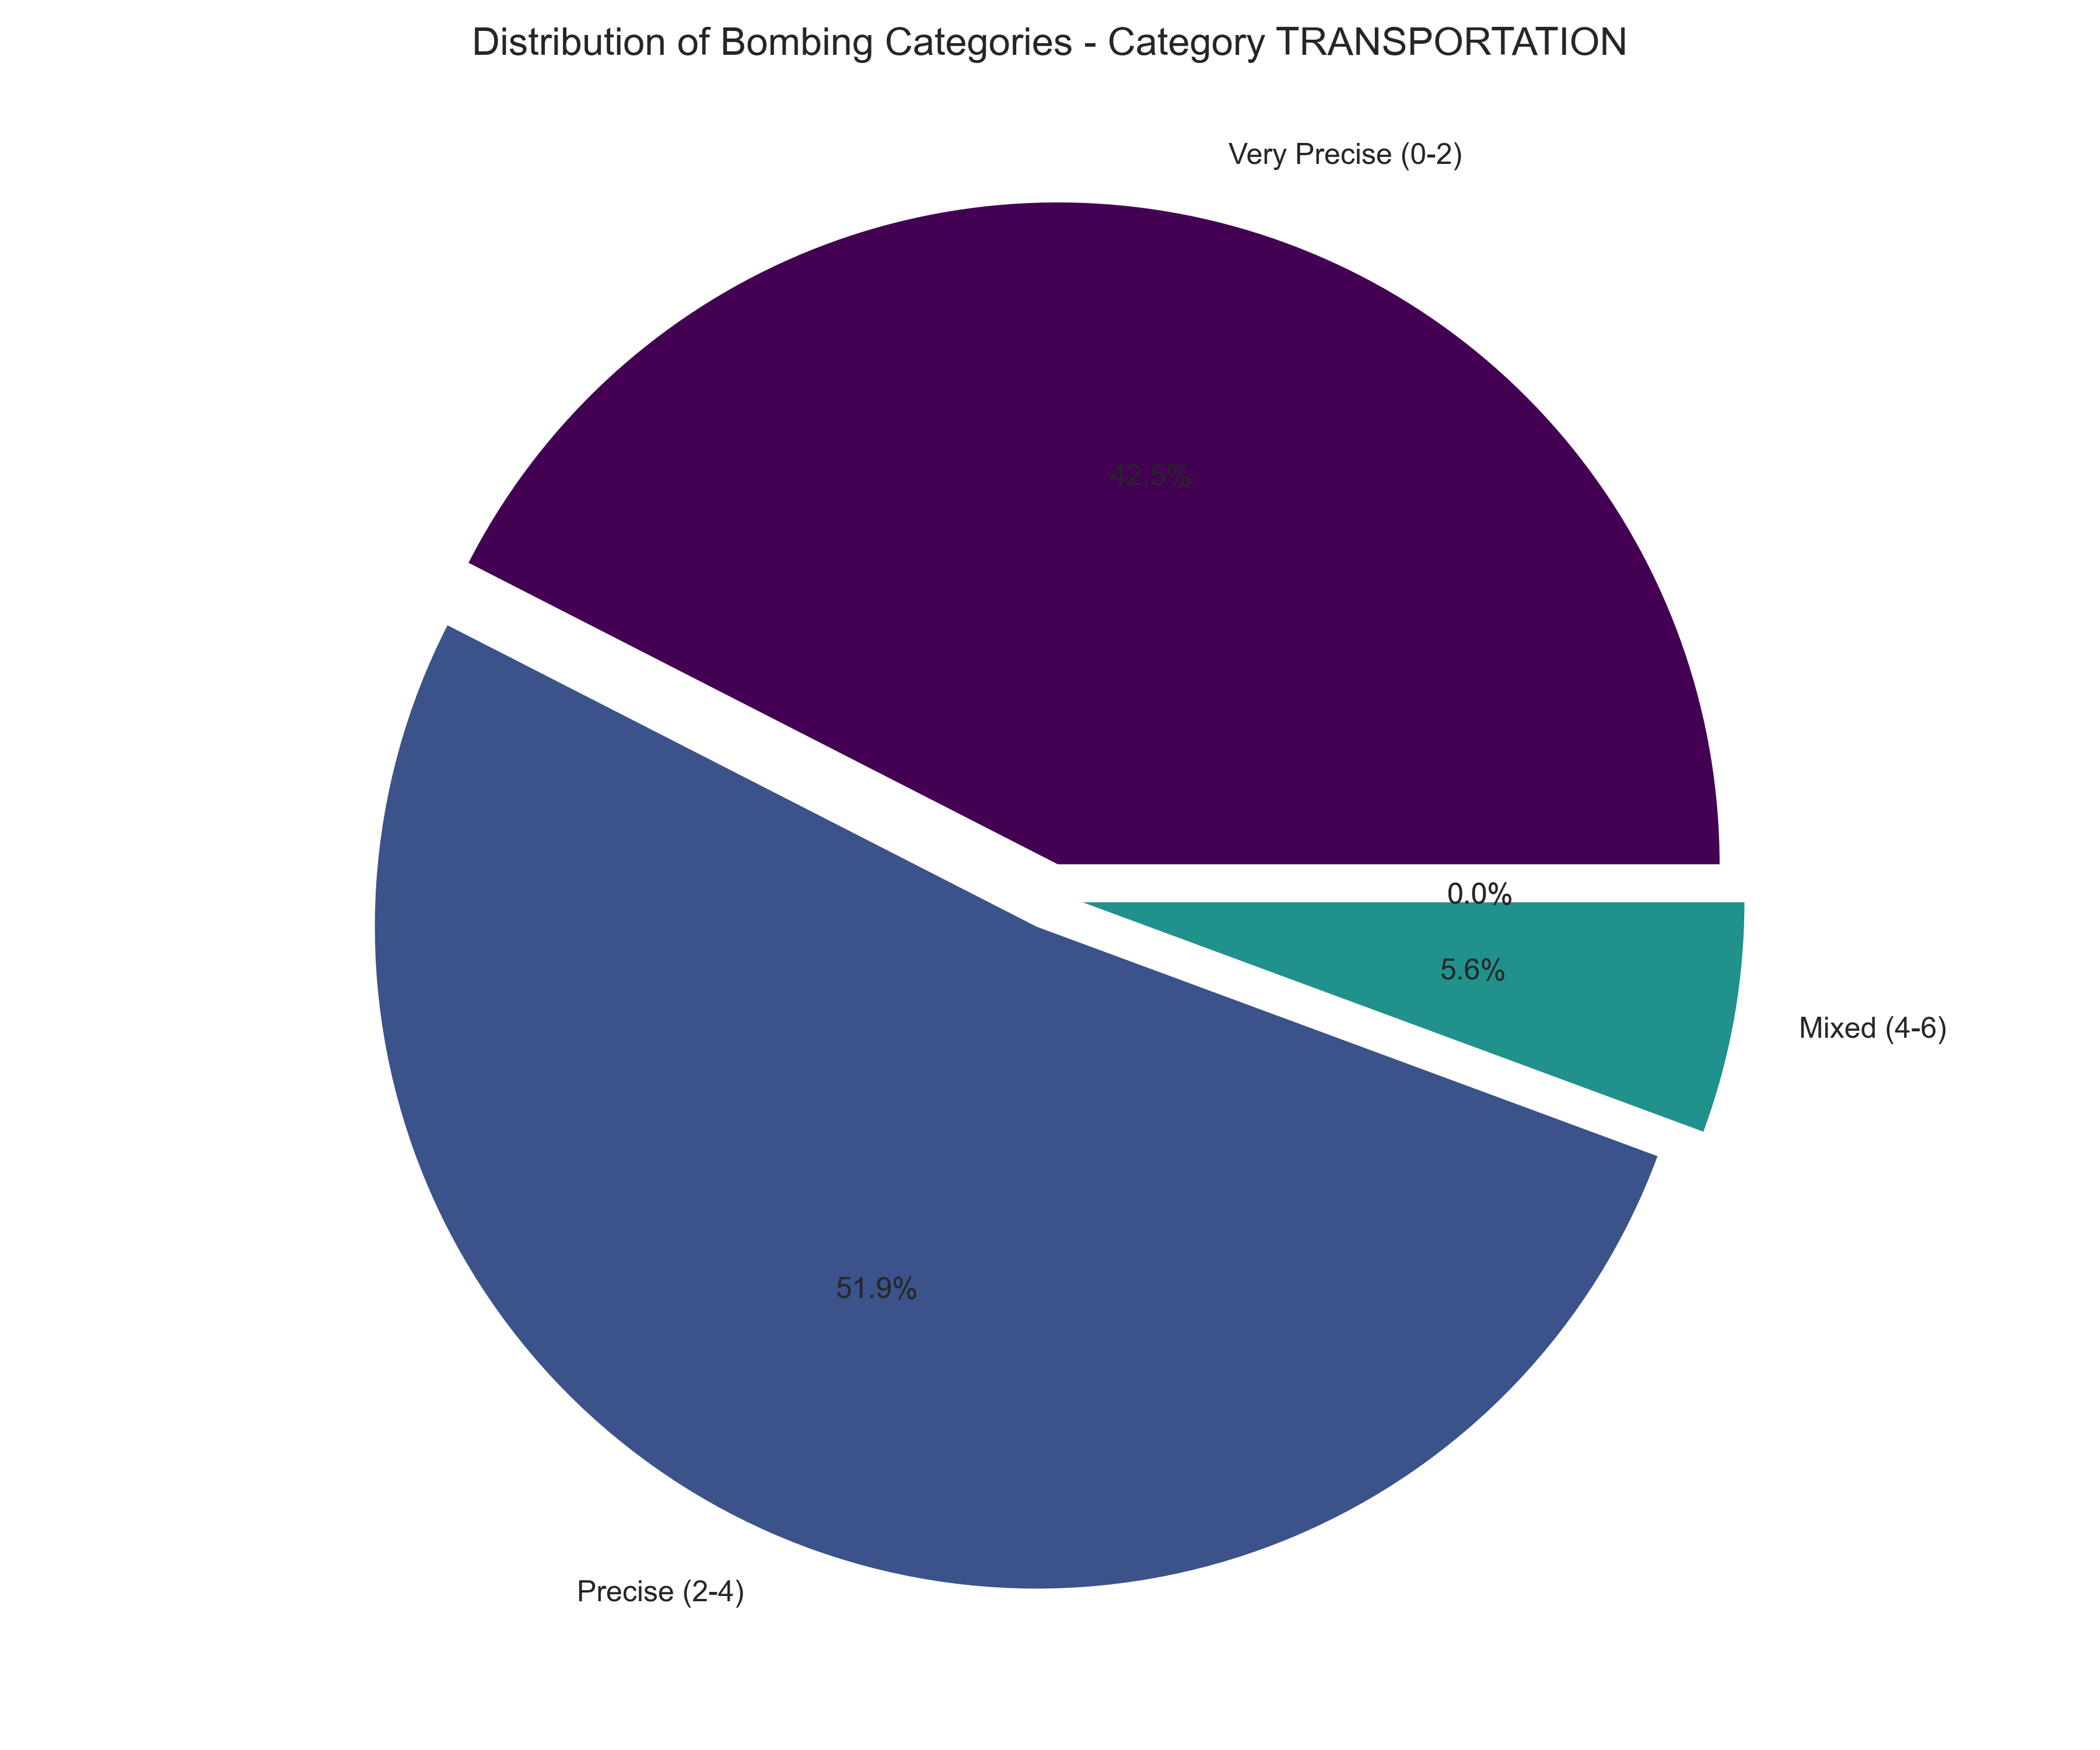 Distribution of Bombing Categories - Category TRANSPORTATION
Very Precise (0-2)
42.5%
0.0%
5.6%
Mixed (4-6)
51.9%
Precise (2-4)